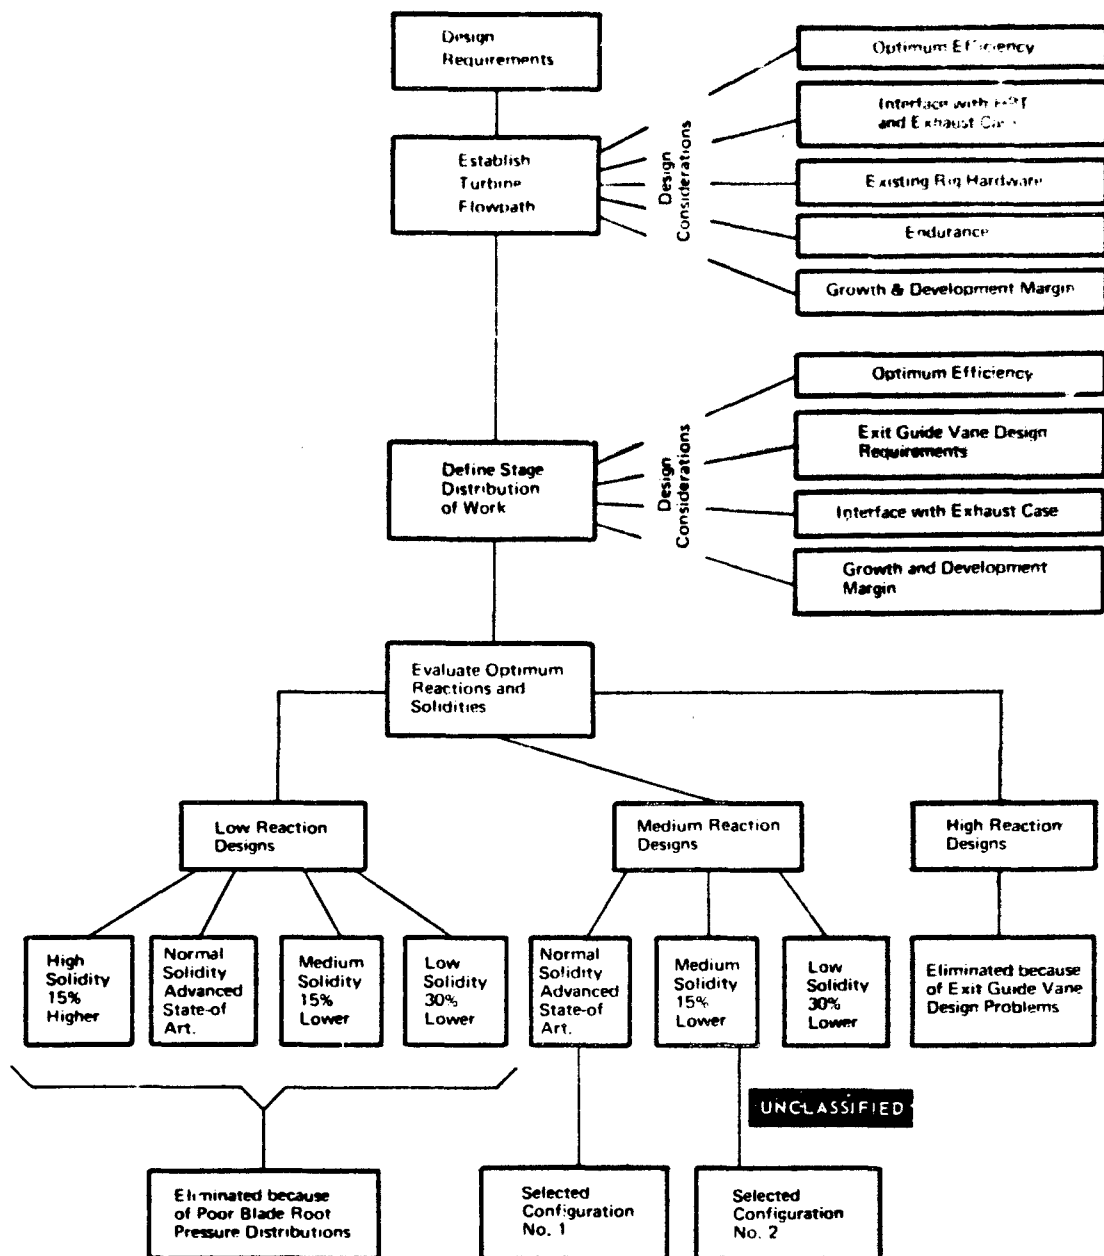 Design
Requirements
Optimum Efficiency
Interface with HPT
and Exhaust Case
Establish
Turbine
Flowpath
Design
Considerations
Existing Rig Hardware
Endurance
Growth & Development Margin
Optimum Efficiency
Exit Guide Vane Design
Requirements
Define Stage
Distribution
of Work
Design
Considerations
Interface with Exhaust Case
Growth and Development
Margin
Evaluate Optimum
Reactions and
Solidities
Low Reaction
Designs
Medium Reaction
Designs
High Reaction
Designs
High
Solidity
15%
Higher
Normal
Solidity
Advanced
State-of
Art.
Medium
Solidity
15%
Lower
Low
Solidity
30%
Lower
Normal
Solidity
Advanced
State-of
Art.
Medium
Solidity
15%
Lower
Low
Solidity
30%
Lower
Eliminated because
of Exit Guide Vane
Design Problems
UNCLASSIFIED
Eliminated because
of Poor Blade Root
Pressure Distributions
Selected
Configuration
No. 1
Selected
Configuration
No. 2